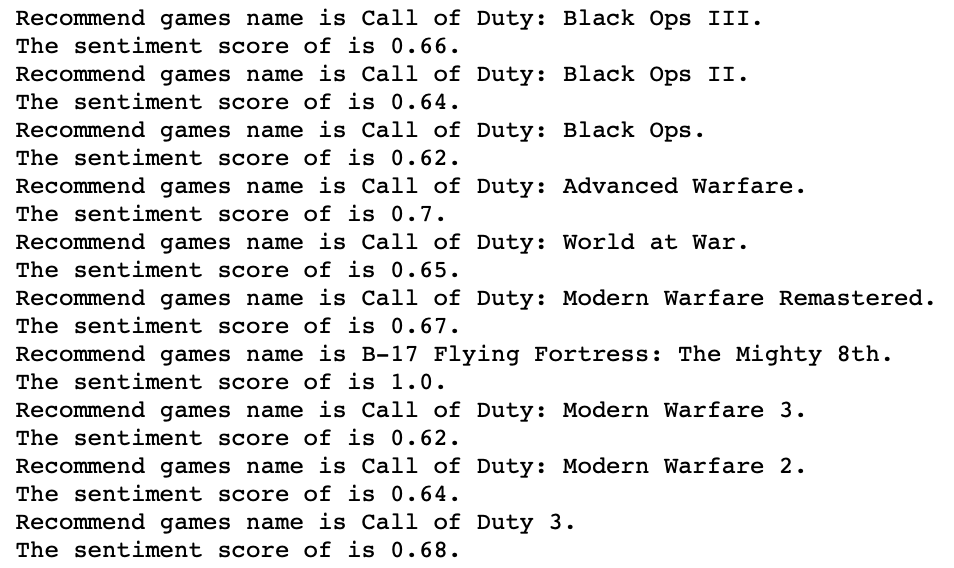 Recommend games name is Call of Duty: Black Ops III.
The sentiment score of is 0.66.
Recommend games name is Call of Duty: Black Ops II.
The sentiment score of is 0.64.
Recommend games name is Call of Duty: Black Ops.
The sentiment score of is 0.62.
Recommend games name is Call of Duty: Advanced Warfare.
The sentiment score of is 0.7.
Recommend games name is Call of Duty: World at War.
The sentiment score of is 0.65.
Recommend games name is Call of Duty: Modern Warfare Remastered.
The sentiment score of is 0.67.
Recommend games name is B-17 Flying Fortress: The Mighty 8th.
The sentiment score of is 1.0.
Recommend games name is Call of Duty: Modern Warfare 3.
The sentiment score of is 0.62.
Recommend games name is Call of Duty: Modern Warfare 2.
The sentiment score of is 0.64.
Recommend games name is Call of Duty 3.
The sentiment score of is 0.68.